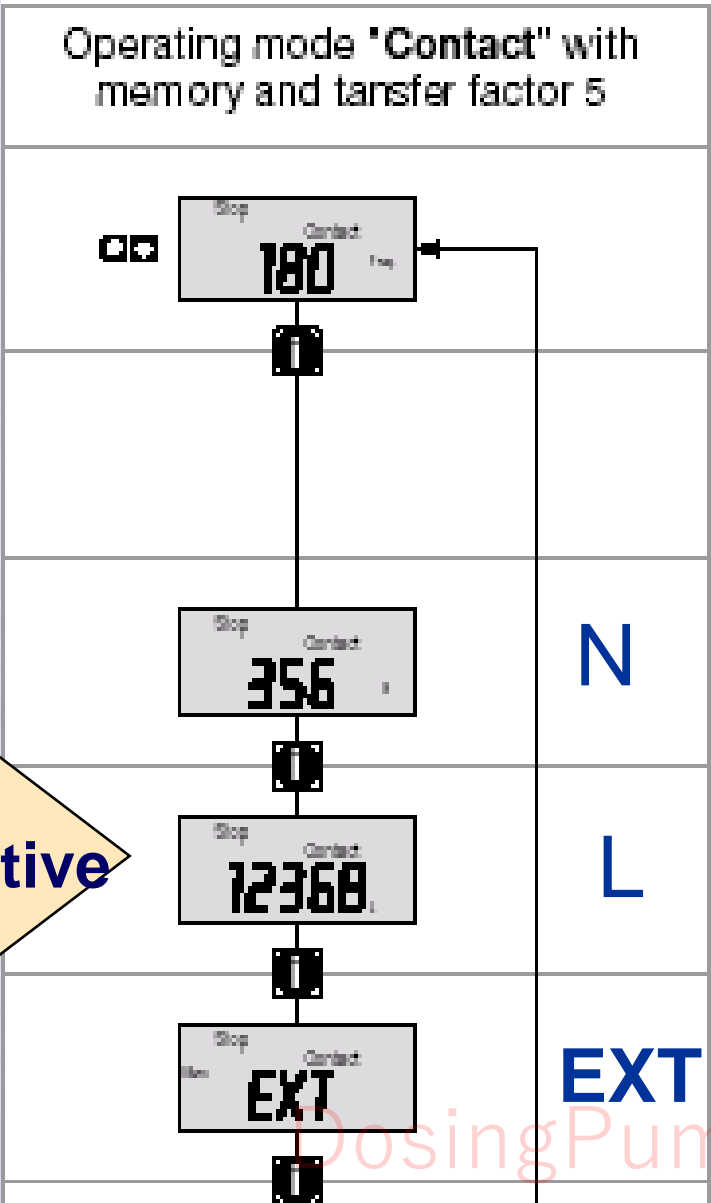 Operating mode "Contact" with
memory and tansfer factor 5
Stop
Contact
180
i
Stop
Contact
356
N
i
Stop
Contact
12368
L
tive
i
Stop
Contact
EXT
EXT
DosingPum
i